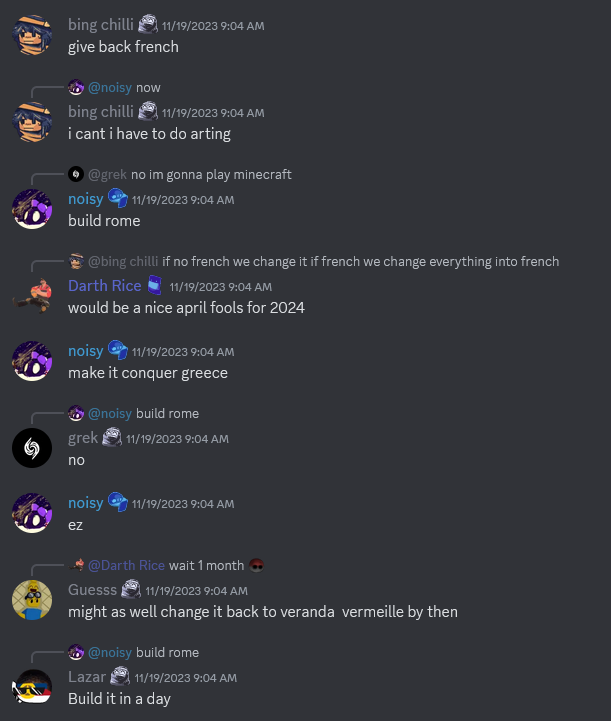 bing chilli 11/19/2023 9:04 AM
give back french
@noisy now
bing chilli 11/19/2023 9:04 AM
i cant i have to do arting
@grek no im gonna play minecraft
noisy 11/19/2023 9:04 AM
build rome
@bing chilli if no french we change it if french we change everything into french
Darth Rice 11/19/2023 9:04 AM
would be a nice april fools for 2024
noisy 11/19/2023 9:04 AM
make it conquer greece
@noisy build rome
grek 11/19/2023 9:04 AM
no
noisy 11/19/2023 9:04 AM
ez
@Darth Rice wait 1 month
Guesss 11/19/2023 9:04 AM
might as well change it back to veranda vermeille by then
@noisy build rome
Lazar 11/19/2023 9:04 AM
Build it in a day